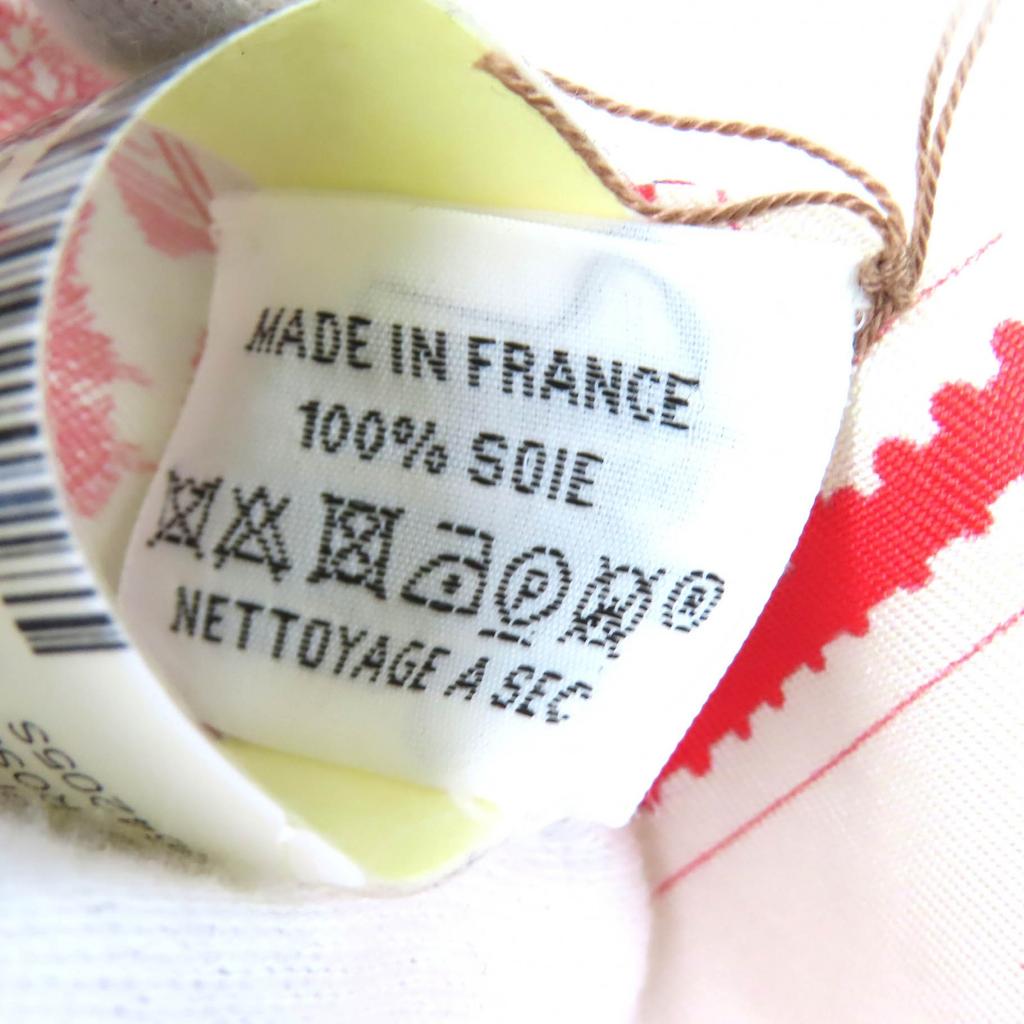 MADE IN FRANCE
100% SOIE
P
NETTOYAGE A SEC